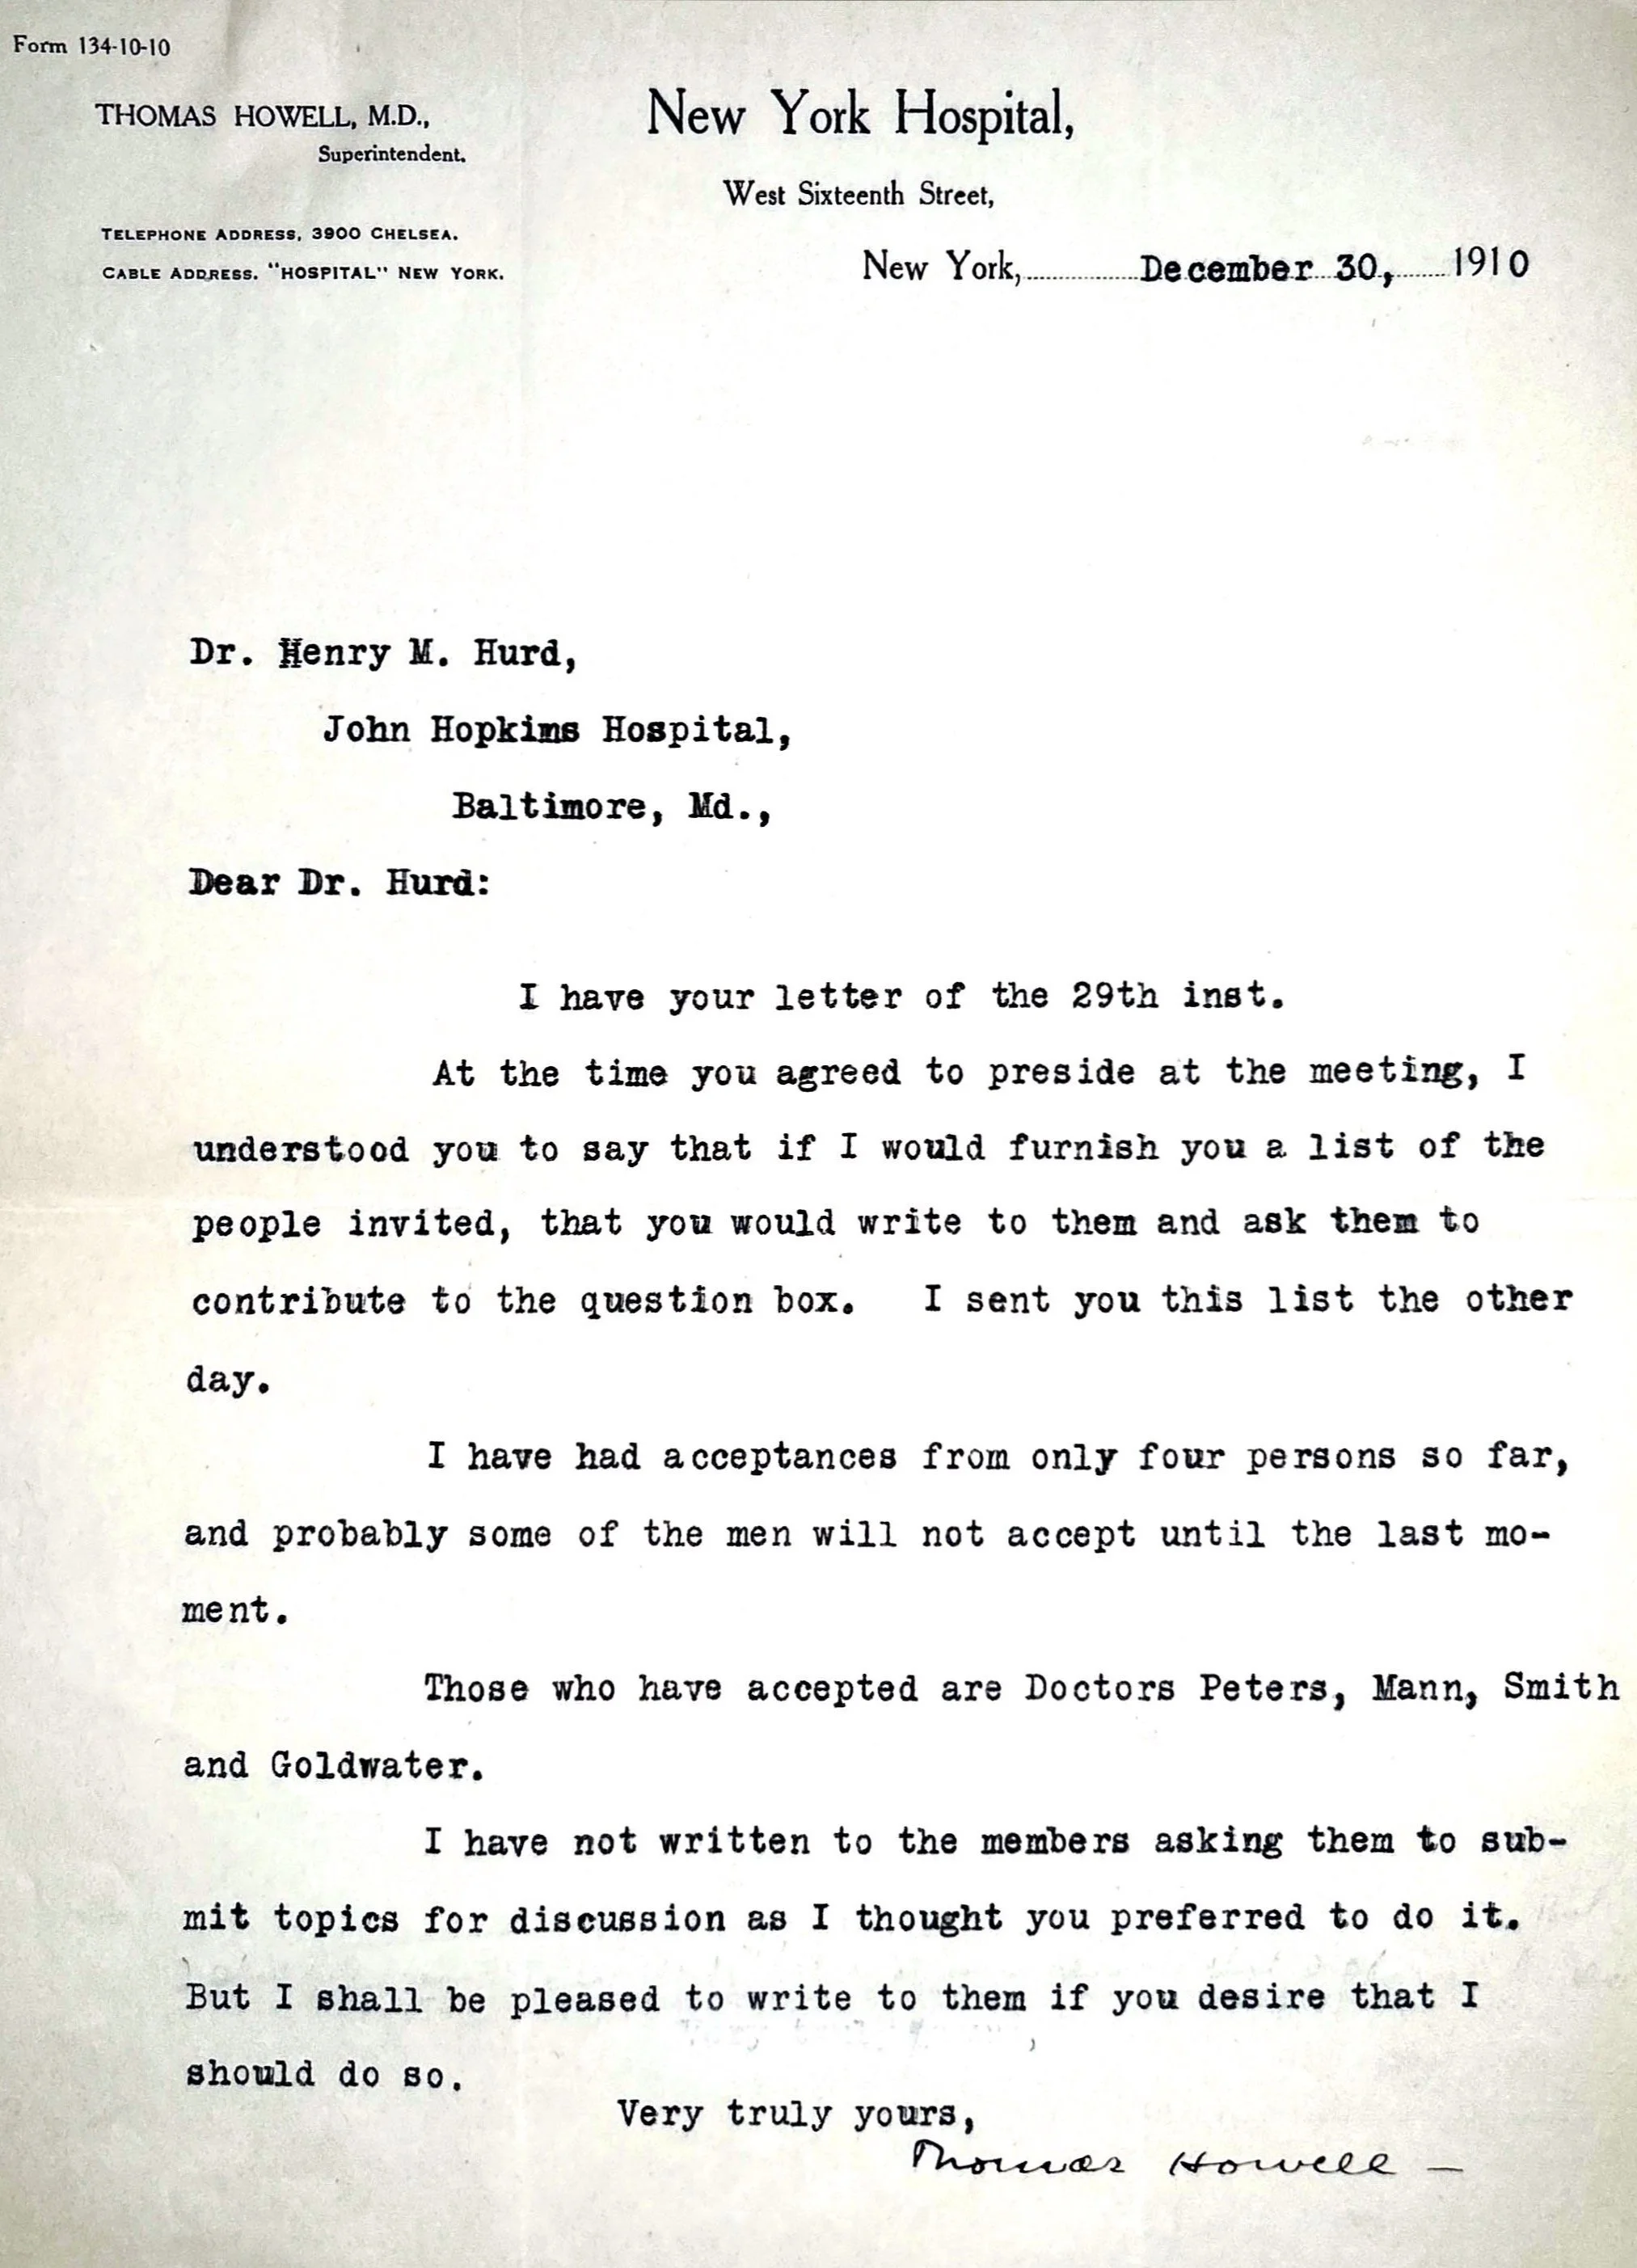 Form 134-10-10
THOMAS HOWELL, M.D.,
Superintendent.
TELEPHONE ADDRESS, 3900 CHELSEA.
CABLE ADDRESS. "HOSPITAL" NEW YORK.
New York Hospital,
West Sixteenth Street,
New York, December 30, 1910
Dr. Henry M. Hurd,
John Hopkins Hospital,
Baltimore, Md.,
Dear Dr. Hurd:
I have your letter of the 29th inst.
At the time you agreed to preside at the meeting, I
understood you to say that if I would furnish you a list of the
people invited, that you would write to them and ask them to
contribute to the question box. I sent you this list the other
day.
I have had acceptances from only four persons so far,
and probably some of the men will not accept until the last mo-
ment.
Those who have accepted are Doctors Peters, Mann, Smith
and Goldwater.
I have not written to the members asking them to sub-
mit topics for discussion as I thought you preferred to do it.
But I shall be pleased to write to them if you desire that I
should do so.
Very truly yours,
Thomas Howell —